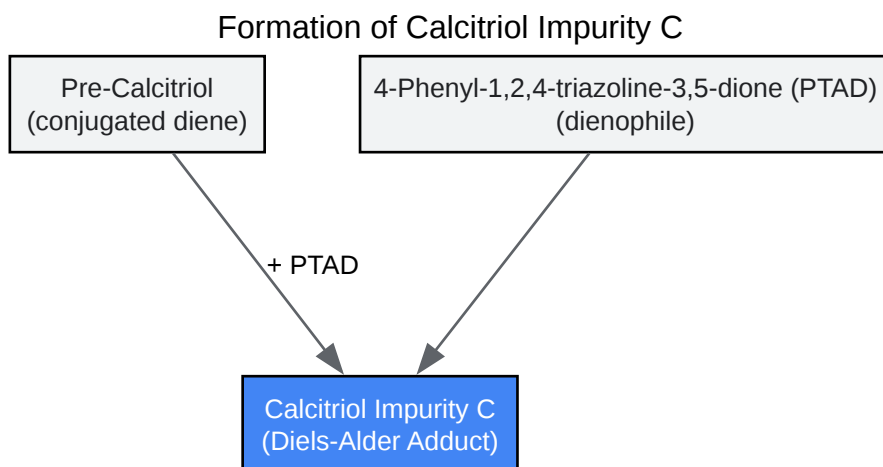 Formation of Calcitriol Impurity C
Pre-Calcitriol
(conjugated diene)
4-Phenyl-1,2,4-triazoline-3,5-dione (PTAD)
(dienophile)
+ PTAD
Calcitriol Impurity C
(Diels-Alder Adduct)